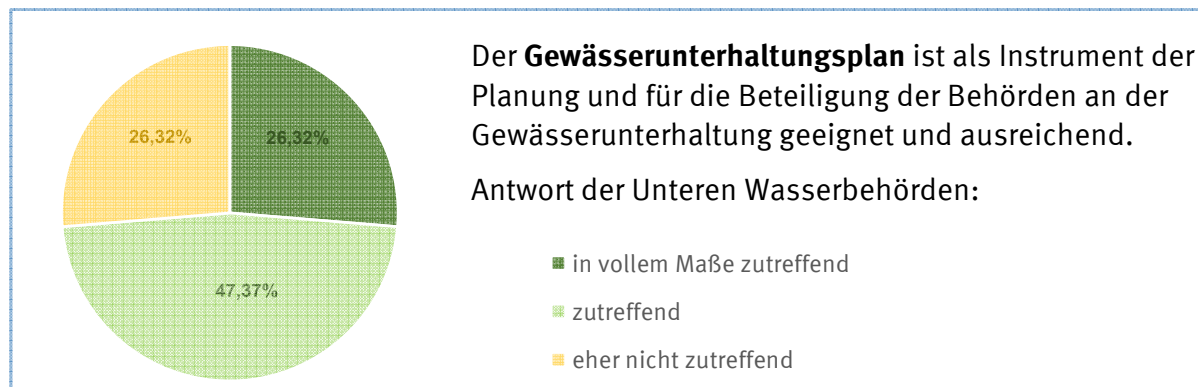 Der Gewässerunterhaltungsplan ist als Instrument der
Planung und für die Beteiligung der Behörden an der
Gewässerunterhaltung geeignet und ausreichend.
Antwort der Unteren Wasserbehörden:
26,32%
26,32%
47,37%
in vollem Maße zutreffend
zutreffend
eher nicht zutreffend